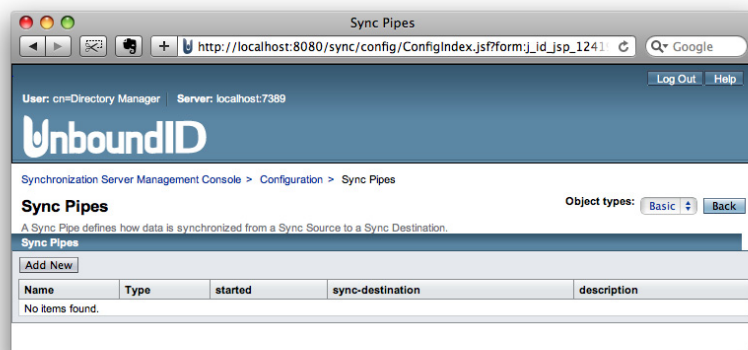 Sync Pipes
http://localhost:8080/sync/config/ConfigIndex.jsf?form:j_id_jsp_1241
Google
Log Out Help
User: cn=Directory Manager Server: localhost:7389
UnboundID
Synchronization Server Management Console > Configuration > Sync Pipes
Sync Pipes
Object types: Basic Back
A Sync Pipe defines how data is synchronized from a Sync Source to a Sync Destination.
Sync Pipes
Add New
Name Type started sync-destination description
No items found.